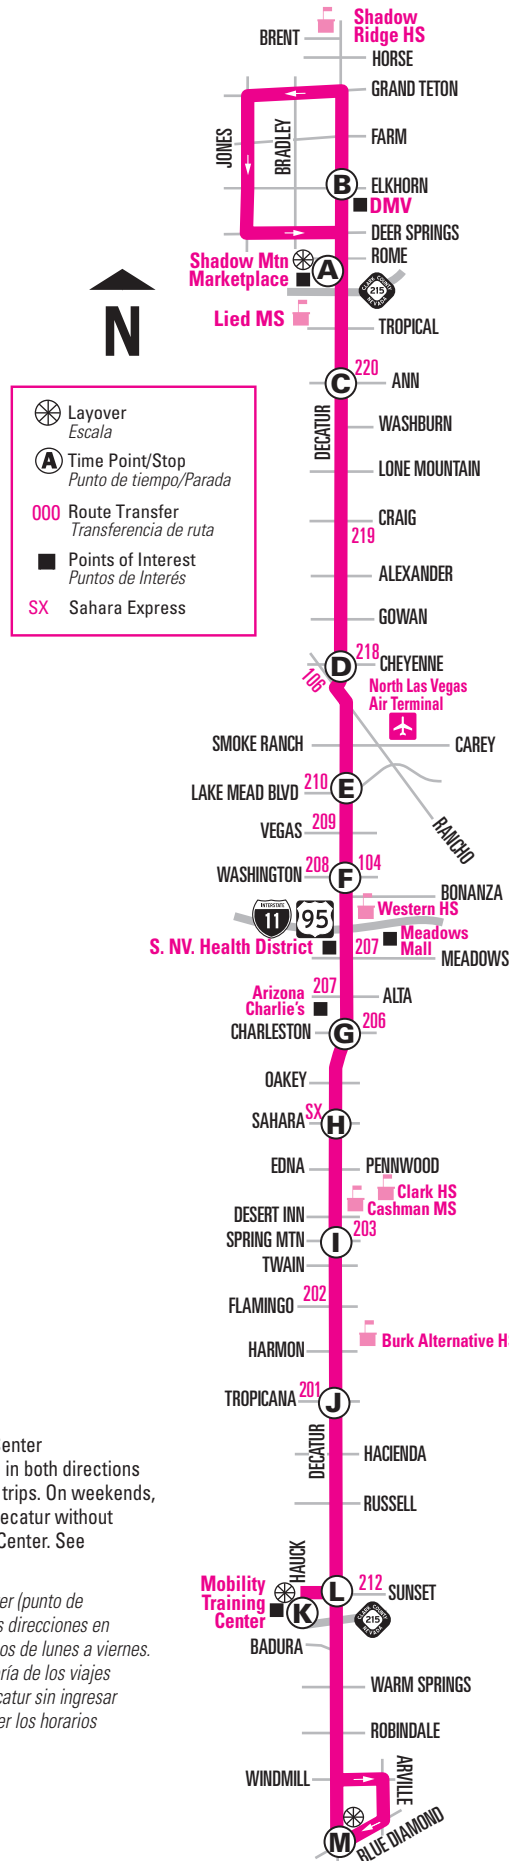 Shadow
Ridge HS
BRENT
HORSE
GRAND TETON
JONES
BRADLEY
FARM
B
ELKHORN
DMV
DEER SPRINGS
ROME
Shadow Mtn
Marketplace
A
CLARK COUNTY
215
NEVADA
N
Lied MS
TROPICAL
220
C
ANN
DECATUR
WASHBURN
Layover
Escala
A Time Point/Stop
Punto de tiempo/Parada
000 Route Transfer
Transferencia de ruta
Points of Interest
Puntos de Interés
SX Sahara Express
LONE MOUNTAIN
CRAIG
219
ALEXANDER
GOWAN
218
D
CHEYENNE
106
North Las Vegas
Air Terminal
SMOKE RANCH
CAREY
LAKE MEAD BLVD
210
E
RANCHO
VEGAS
209
WASHINGTON
208
F
104
BONANZA
Western HS
INTERSTATE
11
95
S. NV. Health District
207
Meadows
Mall
MEADOWS
Arizona
Charlie's
207
ALTA
CHARLESTON
G
206
OAKEY
SAHARA
SX
H
EDNA
PENNWOOD
Clark HS
Cashman MS
DESERT INN
SPRING MTN
I
203
TWAIN
FLAMINGO
202
HARMON
Burk Alternative H
TROPICANA
201
J
DECATUR
HACIENDA
RUSSELL
enter
in both directions
trips. On weekends,
ecatur without
Center. See
HAUCK
Mobility
Training
Center
K
L
212
SUNSET
CLARK COUNTY
215
NEVADA
er (punto de
s direcciones en
os de lunes a viernes.
ría de los viajes
catur sin ingresar
er los horarios
BADURA
WARM SPRINGS
ROBINDALE
WINDMILL
ARVILLE
M
BLUE DIAMOND